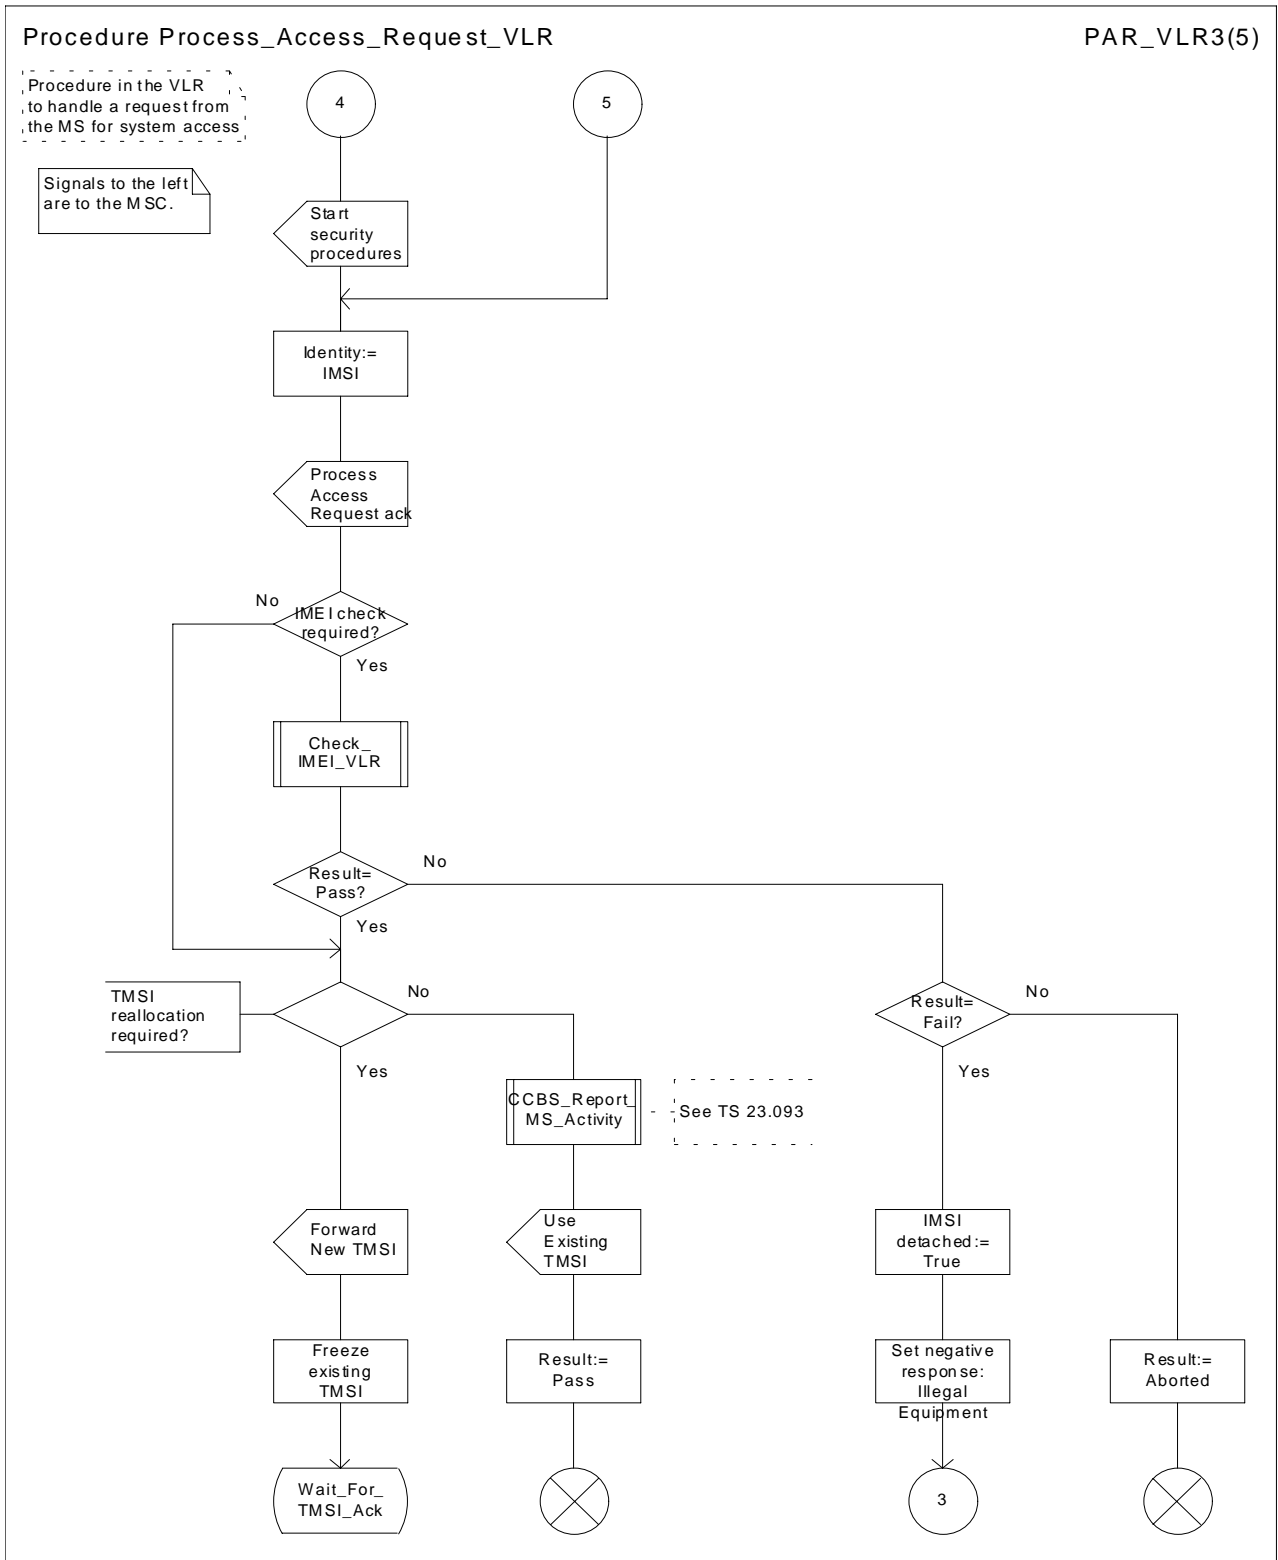 Procedure Process_Access_Request_VLR
PAR_VLR3(5)
Procedure in the VLR
to handle a request from
the MS for system access
4
5
Signals to the left
are to the MSC.
Start
security
procedures
Identity:=
IMSI
Process
Access
Request ack
No
IMEI check
required?
Yes
Check_
IMEI_VLR
Result=
Pass?
No
Yes
TMSI
reallocation
required?
No
Yes
Result=
Fail?
No
Yes
CCBS_Report_
MS_Activity
See TS 23.093
Forward
New TMSI
Use
Existing
TMSI
IMSI
detached:=
True
Freeze
existing
TMSI
Result:=
Pass
Set negative
response:
Illegal
Equipment
Result:=
Aborted
Wait_For_
TMSI_Ack
3